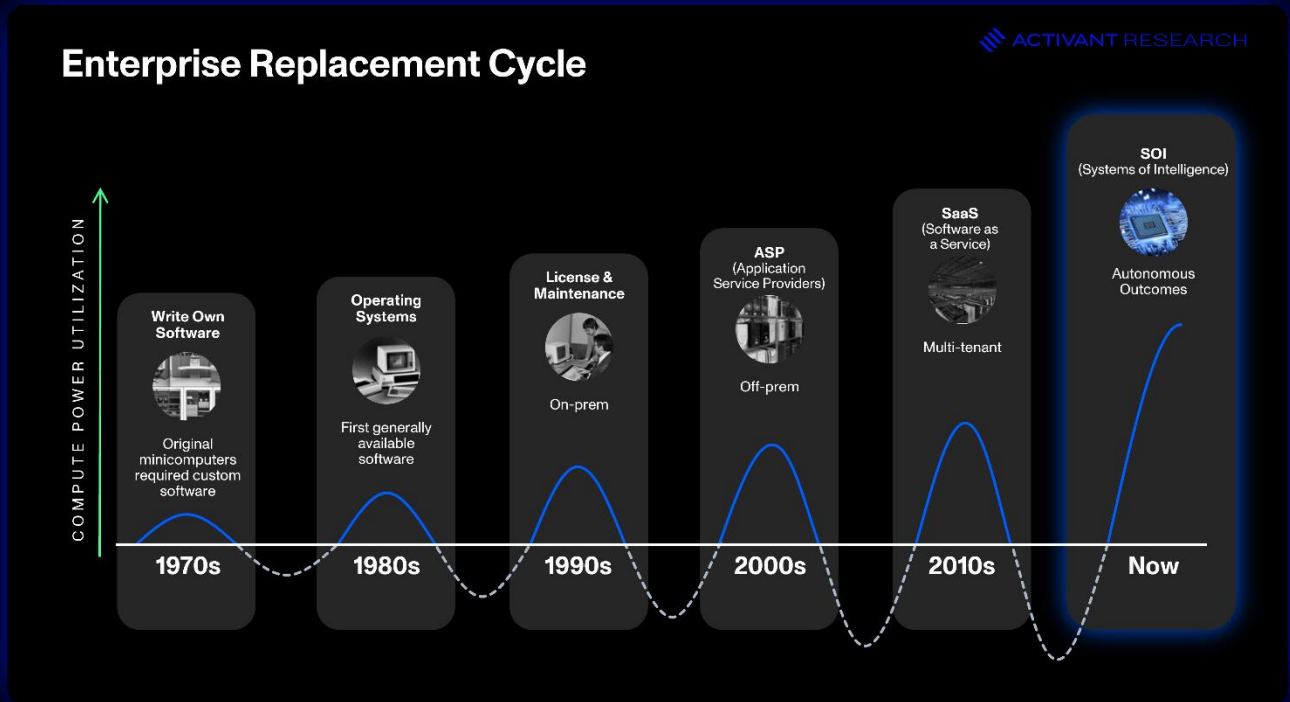 ACTIVANT RESEARCH
Enterprise Replacement Cycle
COMPUTE POWER UTILIZATION
Write Own
Software
Original
minicomputers
required custom
software
1970s
Operating
Systems
First generally
available
software
1980s
License &
Maintenance
On-prem
1990s
ASP
(Application
Service Providers)
Off-prem
2000s
SaaS
(Software as
a Service)
Multi-tenant
2010s
SOI
(Systems of Intelligence)
Autonomous
Outcomes
Now